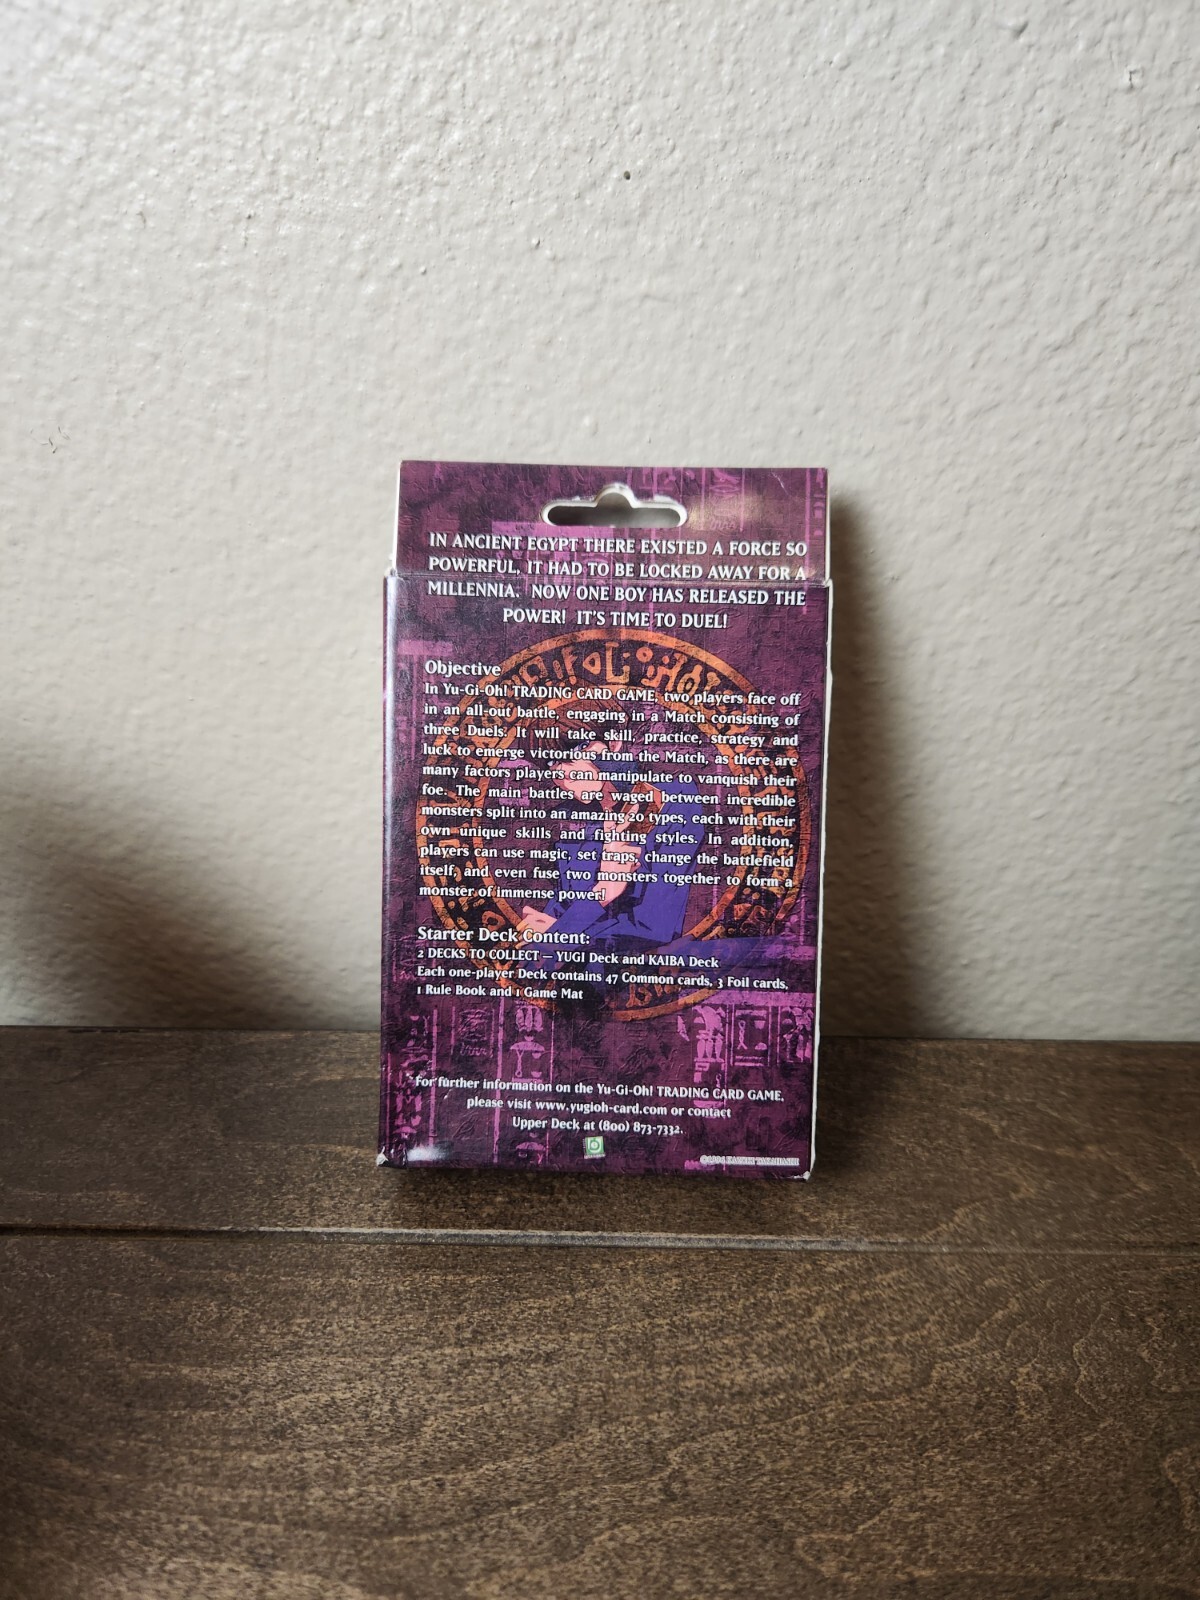 IN ANCIENT EGYPT THERE EXISTED A FORCE SO
POWERFUL, IT HAD TO BE LOCKED AWAY FOR A
MILLENNIA. NOW ONE BOY HAS RELEASED THE
POWER! IT'S TIME TO DUEL!
Objective
In Yu-Gi-Oh! TRADING CARD GAME, two players face off
in an all-out battle, engaging in a Match consisting of
three Duels. It will take skill, practice, strategy and
luck to emerge victorious from the Match, as there are
many factors players can manipulate to vanquish their
foe. The main battles are waged between incredible
monsters split into an amazing 20 types, each with their
own unique skills and fighting styles. In addition,
players can use magic, set traps, change the battlefield
itself, and even fuse two monsters together to form a
monster of immense power!
Starter Deck Content:
2 DECKS TO COLLECT — YUGI Deck and KAIBA Deck
Each one-player Deck contains 47 Common cards, 3 Foil cards,
1 Rule Book and 1 Game Mat
For further information on the Yu-Gi-Oh! TRADING CARD GAME,
please visit www.yugioh-card.com or contact
Upper Deck at (800) 873-7332.
©1996 KAZUKI TAKAHASHI